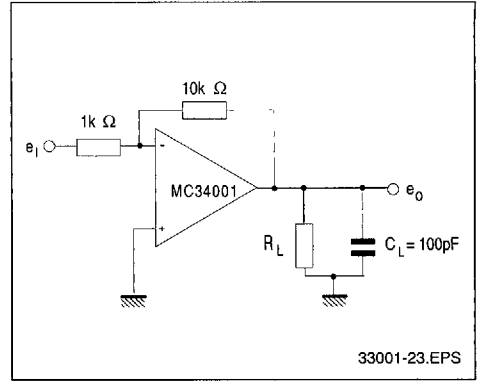 10k Ω
1k Ω
eI
-
MC34001
+
eo
RL
CL = 100pF
33001-23.EPS